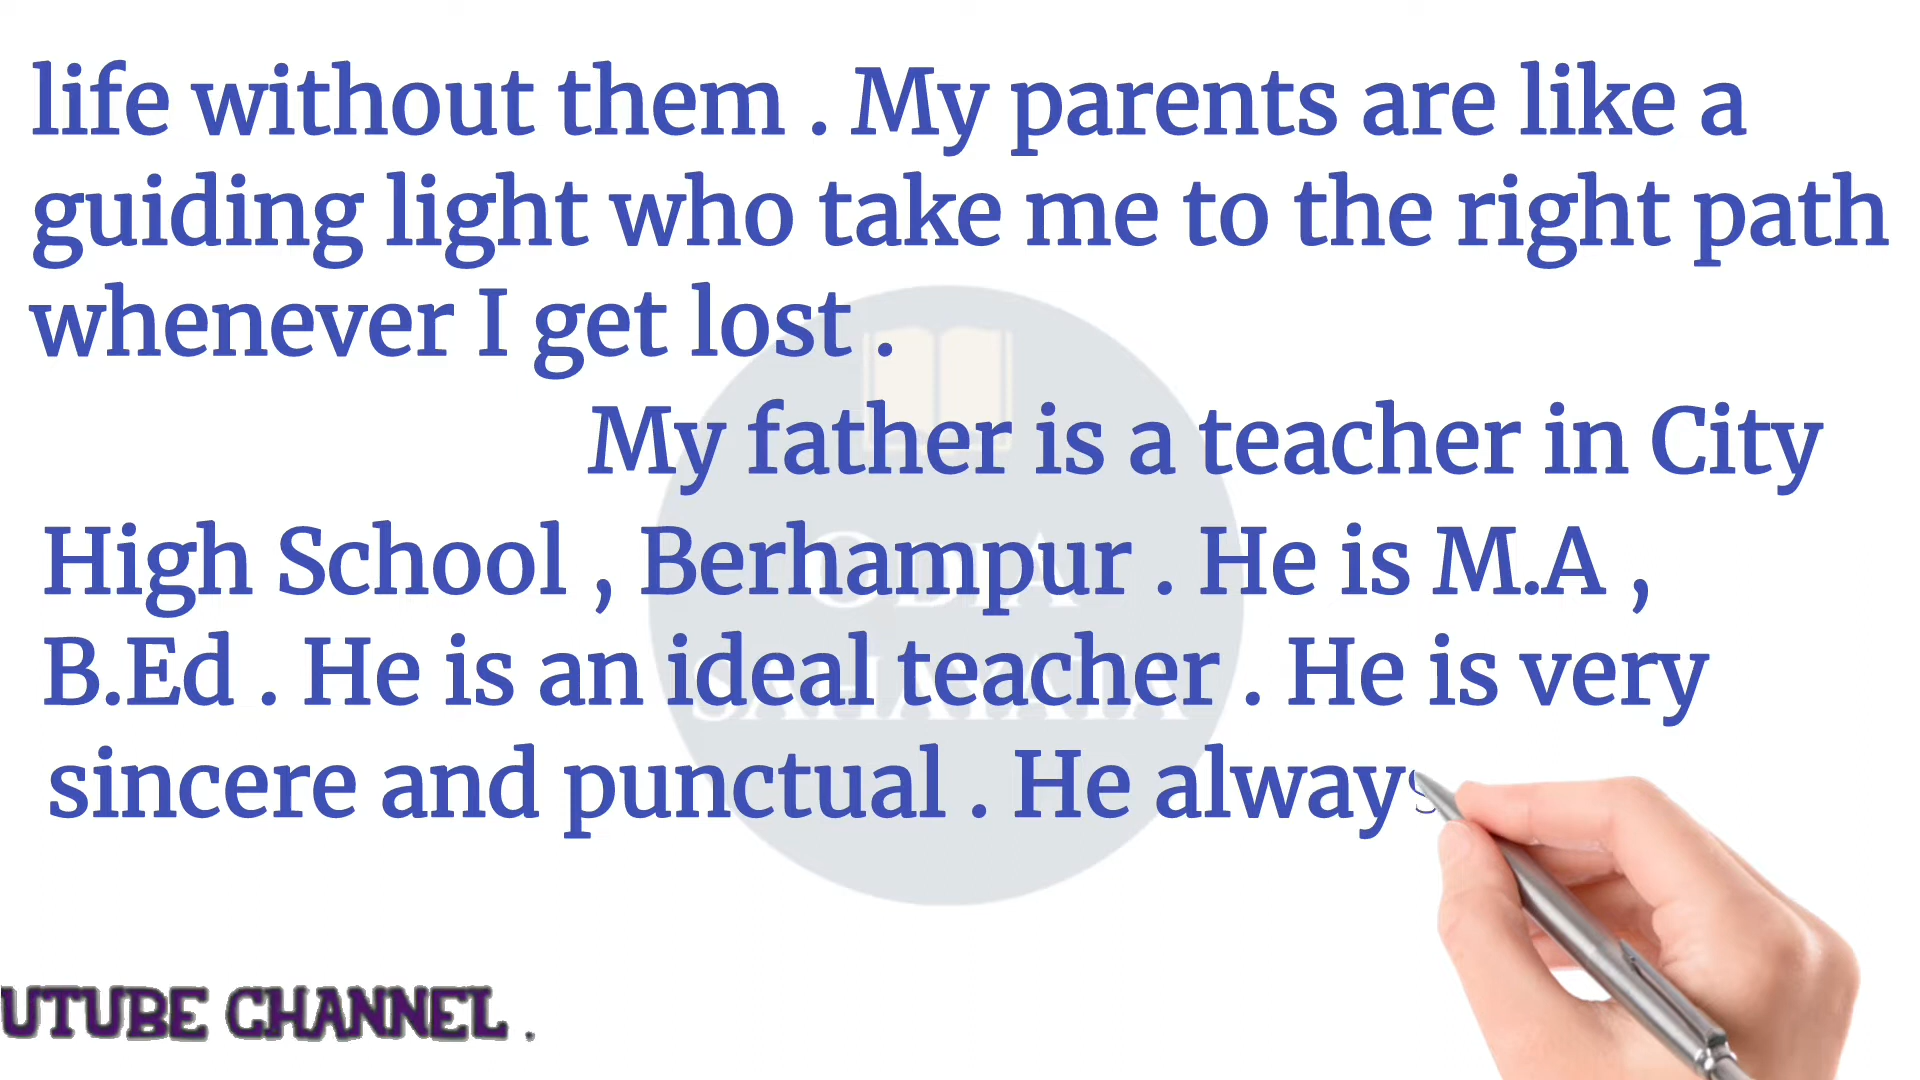 life without them . My parents are like a
guiding light who take me to the right path
whenever I get lost .
My father is a teacher in City
High School , Berhampur . He is M.A ,
B.Ed . He is an ideal teacher . He is very
sincere and punctual . He always
ODIA
SAHAYATA
UTUBE CHANNEL .